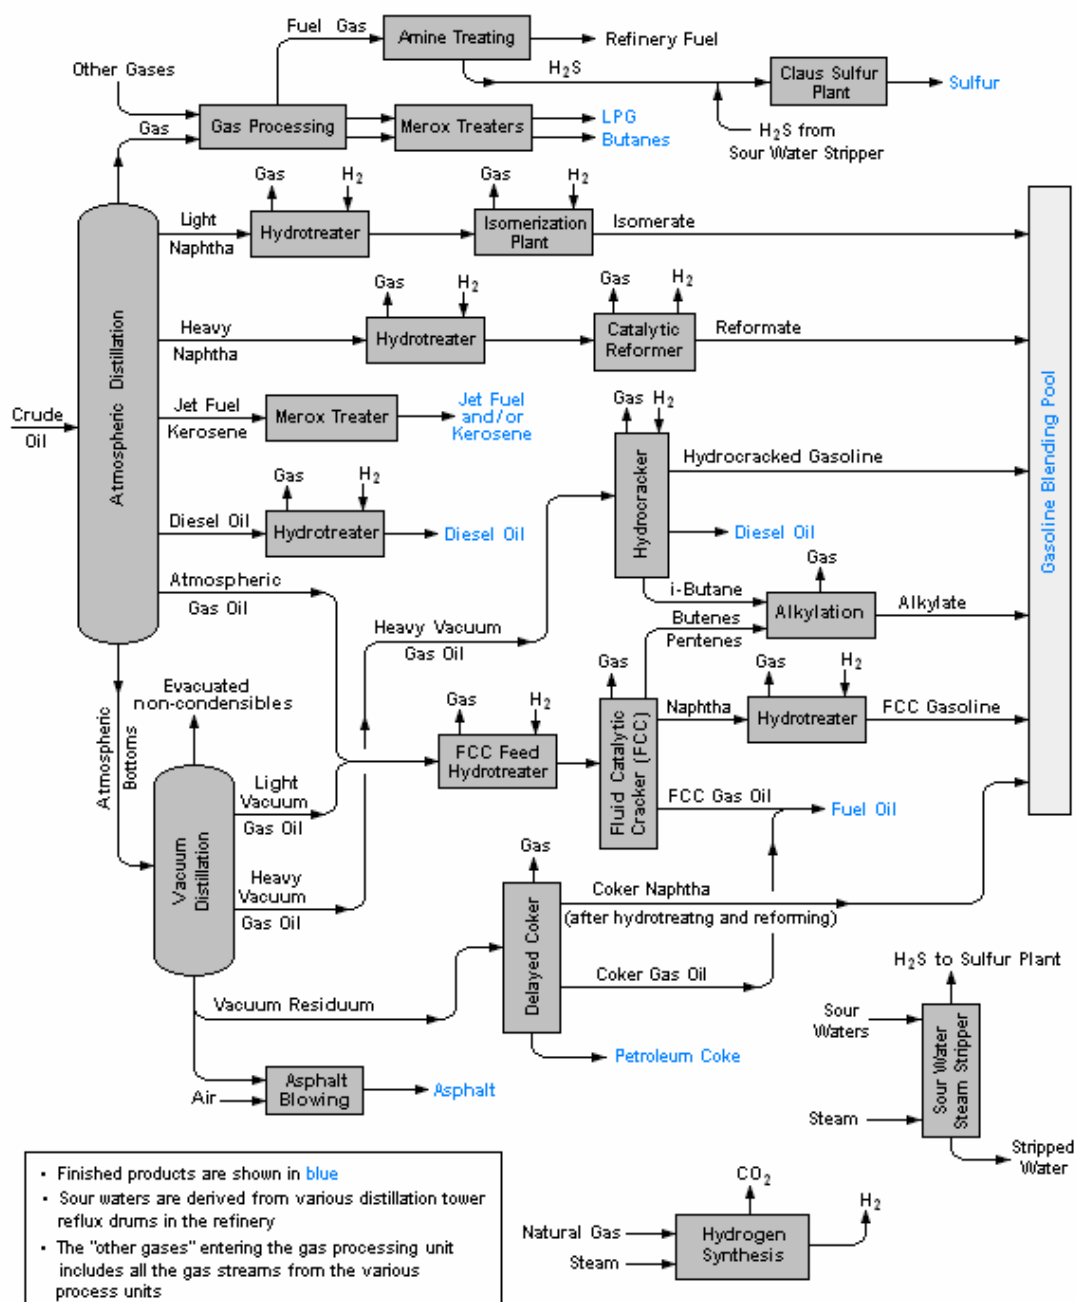 Fuel Gas
Amine Treating
Refinery Fuel
Other Gases
H2S
Claus Sulfur
Plant
Sulfur
Gas
Gas Processing
Merox Treaters
LPG
Butanes
H2S from
Sour Water Stripper
Gas
H2
Gas
H2
Light
Naphtha
Hydrotreater
Isomerization
Plant
Isomerate
Gas
H2
Gas
H2
Heavy
Naphtha
Hydrotreater
Catalytic
Reformer
Reformate
Atmospheric Distillation
Gasoline Blending Pool
Crude
Oil
Jet Fuel
Kerosene
Merox Treater
Jet Fuel
and/or
Kerosene
Gas
H2
Hydrocracker
Hydrocracked Gasoline
Gas
H2
Diesel Oil
Hydrotreater
Diesel Oil
Diesel Oil
Gas
Atmospheric
Gas Oil
i-Butane
Alkylation
Alkylate
Heavy Vacuum
Gas Oil
Butenes
Pentenes
Evacuated
non-condensibles
Gas
Gas
H2
Gas
H2
Naphtha
Hydrotreater
FCC Gasoline
Atmospheric
Bottoms
FCC Feed
Hydrotreater
Fluid Catalytic
Cracker (FCC)
Light
Vacuum
Gas Oil
FCC Gas Oil
Fuel Oil
Vacuum
Distillation
Heavy
Vacuum
Gas Oil
Gas
Delayed Coker
Coker Naphtha
(after hydrotreatng and reforming)
Coker Gas Oil
Vacuum Residuum
Petroleum Coke
H2S to Sulfur Plant
Sour
Waters
Sour Water
Steam Stripper
Steam
Stripped
Water
Air
Asphalt
Blowing
Asphalt
• Finished products are shown in blue
• Sour waters are derived from various distillation tower
reflux drums in the refinery
• The "other gases" entering the gas processing unit
includes all the gas streams from the various
process units
CO2
H2
Natural Gas
Steam
Hydrogen
Synthesis